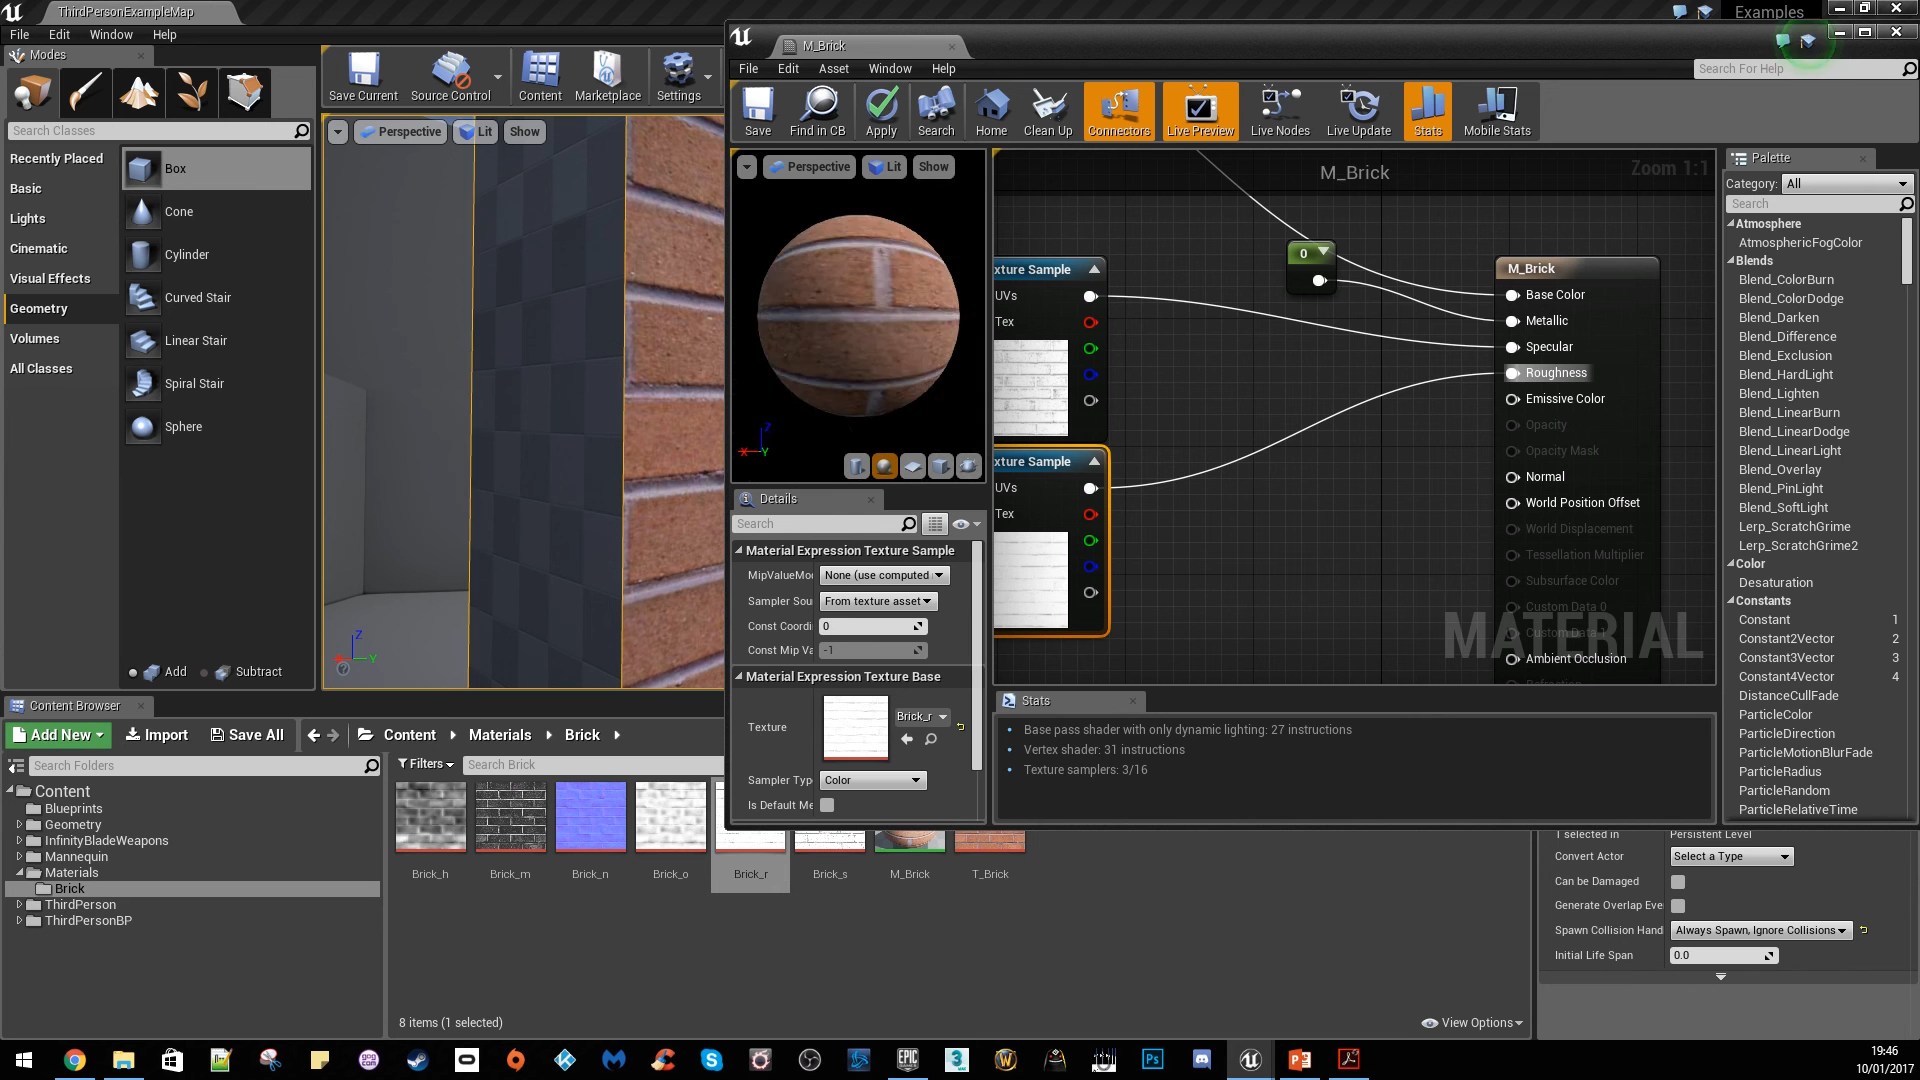 ThirdPersonExampleMap
Examples
File Edit Window Help
Modes
Search Classes
Recently Placed
Basic
Lights
Cinematic
Visual Effects
Geometry
Volumes
All Classes
Box
Cone
Cylinder
Curved Stair
Linear Stair
Spiral Stair
Sphere
Add
Subtract
Save Current
Source Control
Content
Marketplace
Settings
Perspective
Lit
Show
M_Brick
File Edit Asset Window Help
Search For Help
Save
Find in CB
Apply
Search
Home
Clean Up
Connectors
Live Preview
Live Nodes
Live Update
Stats
Mobile Stats
Perspective
Lit
Show
M_Brick
Zoom 1:1
xture Sample
UVs
Tex
xture Sample
UVs
Tex
0
M_Brick
Base Color
Metallic
Specular
Roughness
Emissive Color
Opacity
Opacity Mask
Normal
World Position Offset
World Displacement
Tessellation Multiplier
Subsurface Color
Custom Data 0
Custom Data 1
Ambient Occlusion
Refraction
MATERIAL
Details
Search
Material Expression Texture Sample
MipValueMo
None (use computed
Sampler Sou
From texture asset
Const Coordi
0
Const Mip Va
-1
Material Expression Texture Base
Texture
Brick_r
Sampler Typ
Color
Is Default Me
Stats
Base pass shader with only dynamic lighting: 27 instructions
Vertex shader: 31 instructions
Texture samplers: 3/16
Palette
Category: All
Search
Atmosphere
AtmosphericFogColor
Blends
Blend_ColorBurn
Blend_ColorDodge
Blend_Darken
Blend_Difference
Blend_Exclusion
Blend_HardLight
Blend_Lighten
Blend_LinearBurn
Blend_LinearDodge
Blend_LinearLight
Blend_Overlay
Blend_PinLight
Blend_SoftLight
Lerp_ScratchGrime
Lerp_ScratchGrime2
Color
Desaturation
Constants
Constant 1
Constant2Vector 2
Constant3Vector 3
Constant4Vector 4
DistanceCullFade
ParticleColor
ParticleDirection
ParticleMotionBlurFade
ParticleRadius
ParticleRandom
ParticleRelativeTime
Content Browser
Add New
Import
Save All
Content
Materials
Brick
Search Folders
Filters
Search Brick
Content
Blueprints
Geometry
InfinityBladeWeapons
Mannequin
Materials
Brick
ThirdPerson
ThirdPersonBP
Brick_h
Brick_m
Brick_n
Brick_o
Brick_r
Brick_s
M_Brick
T_Brick
8 items (1 selected)
View Options
1 selected in
Persistent Level
Convert Actor
Select a Type
Can be Damaged
Generate Overlap Eve
Spawn Collision Hand
Always Spawn, Ignore Collisions
Initial Life Span
0.0
19:46
10/01/2017